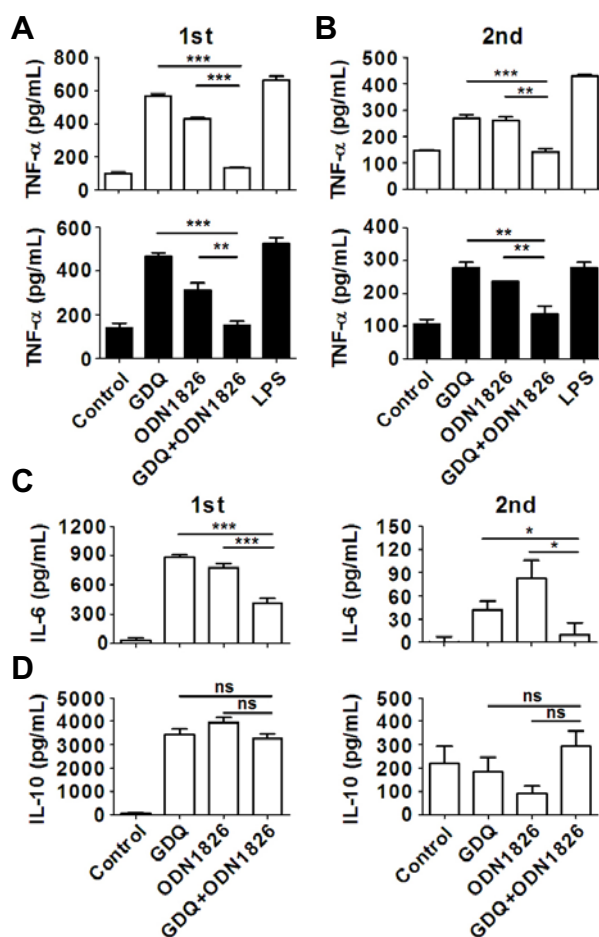 A
1st
TNF-α (pg/mL)
800
600
400
200
0
***
***
TNF-α (pg/mL)
600
400
200
0
***
**
Control
GDQ
ODN1826
GDQ+ODN1826
LPS
B
2nd
TNF-α (pg/mL)
500
400
300
200
100
0
***
**
TNF-α (pg/mL)
400
300
200
100
0
**
**
Control
GDQ
ODN1826
GDQ+ODN1826
LPS
C
1st
IL-6 (pg/mL)
1200
900
600
300
0
***
***
2nd
IL-6 (pg/mL)
150
120
90
60
30
0
*
*
D
IL-10 (pg/mL)
6000
5000
4000
3000
2000
1000
0
ns
ns
Control
GDQ
ODN1826
GDQ+ODN1826
IL-10 (pg/mL)
500
400
300
200
100
0
ns
ns
Control
GDQ
ODN1826
GDQ+ODN1826